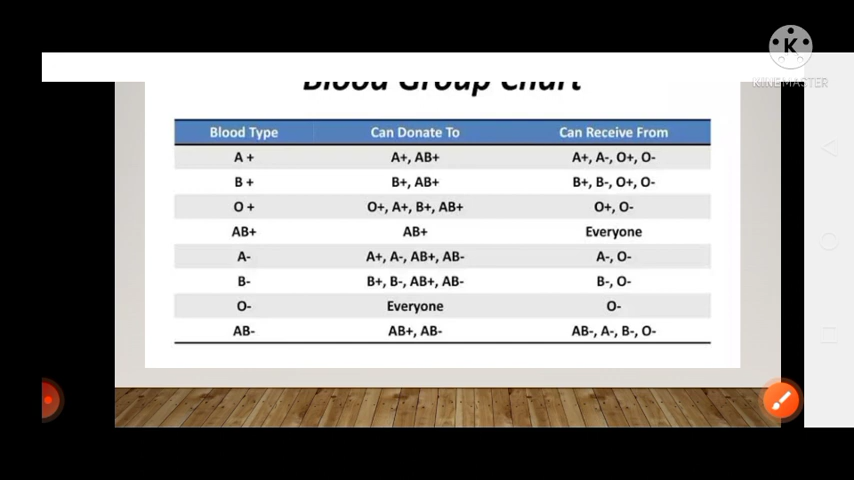 Blood Group Chart
Blood Type Can Donate To Can Receive From
A + A+, AB+ A+, A-, O+, O-
B + B+, AB+ B+, B-, O+, O-
O + O+, A+, B+, AB+ O+, O-
AB+ AB+ Everyone
A- A+, A-, AB+, AB- A-, O-
B- B+, B-, AB+, AB- B-, O-
O- Everyone O-
AB- AB+, AB- AB-, A-, B-, O-
K
KINEMASTER